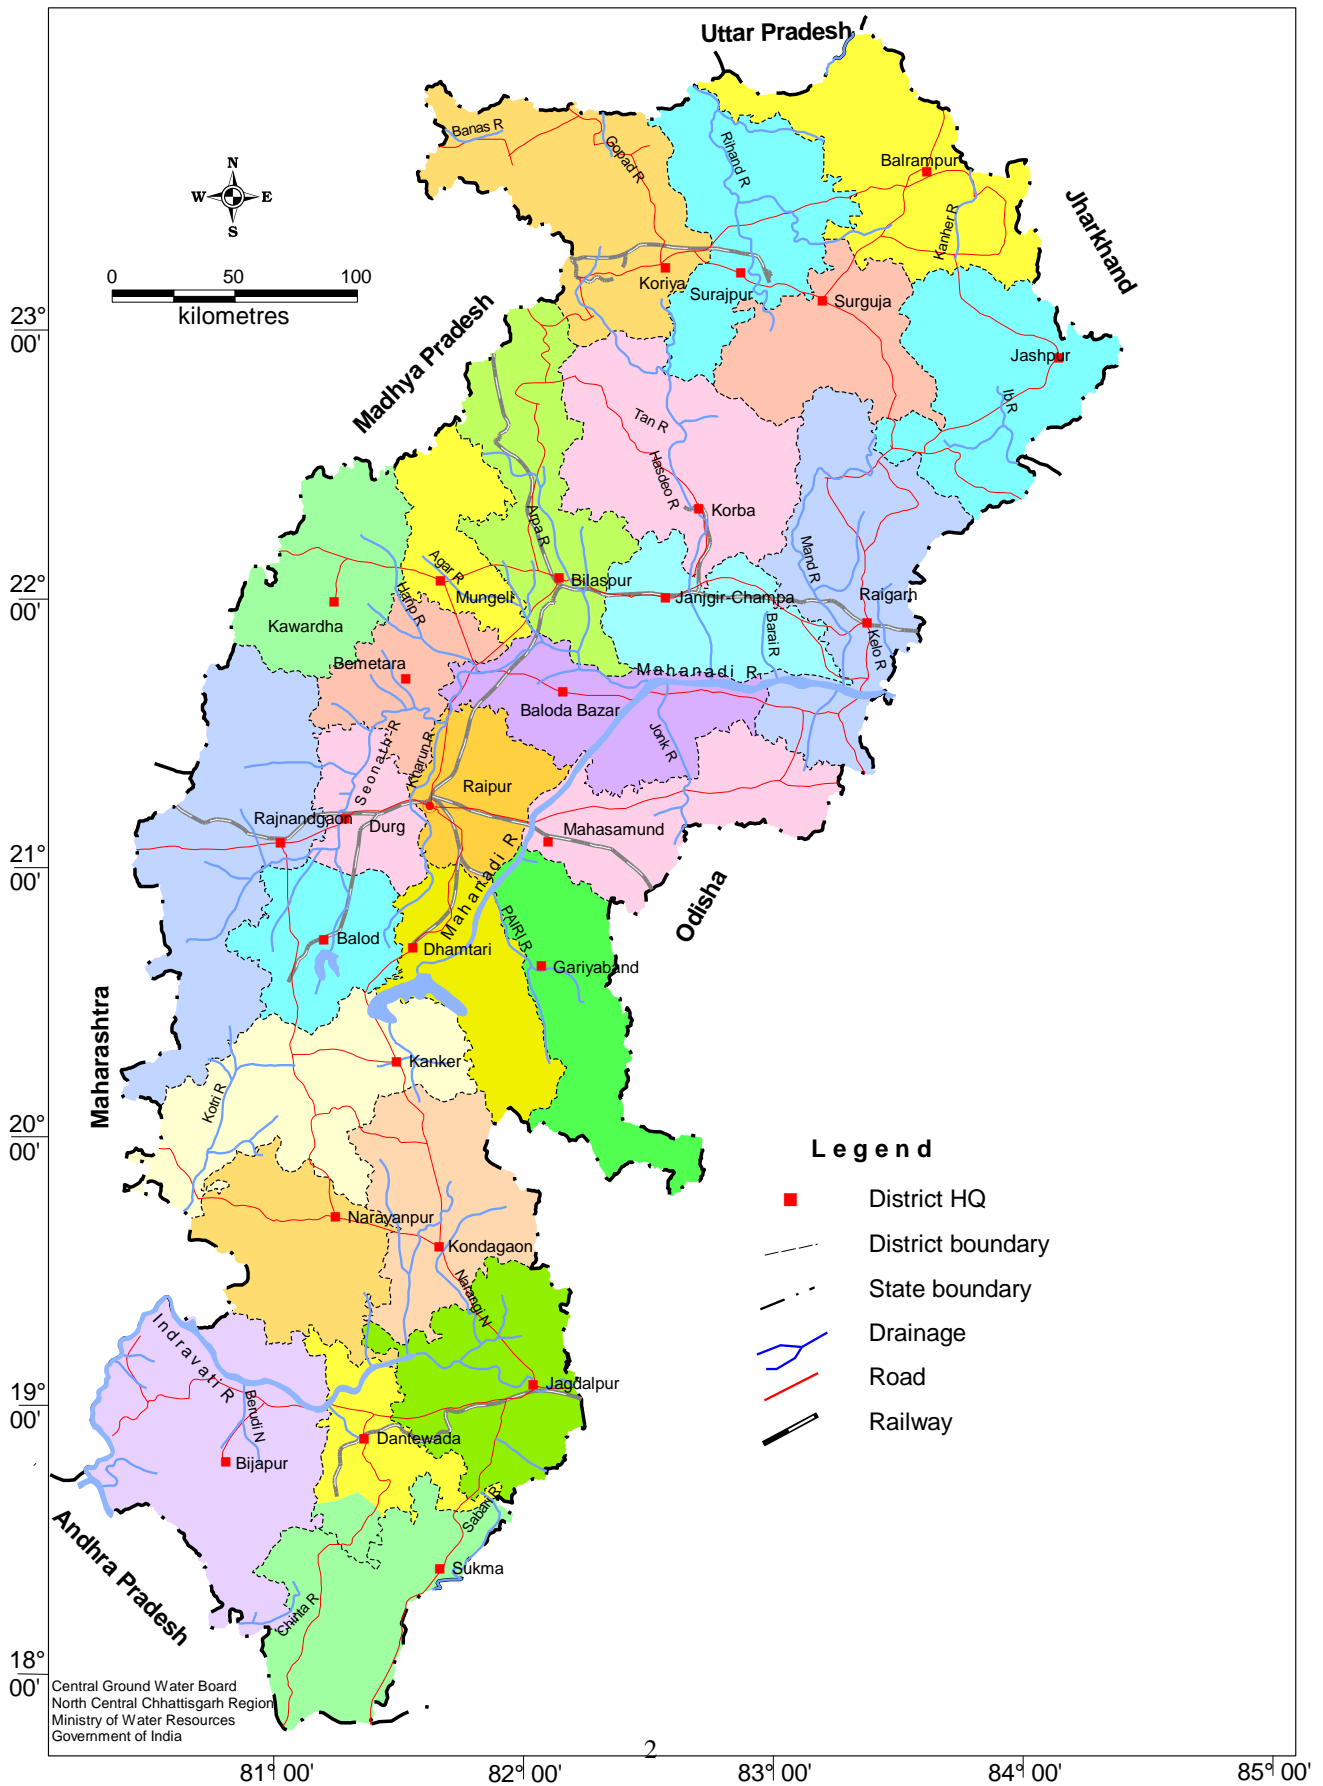 Uttar Pradesh
Banas R
Gopad R
Rihand R
Balrampur
Jharkhand
N
W
E
S
Kanher R
0
50
100
kilometres
Koriya
Surajpur
Surguja
23°
00'
Madhya Pradesh
Jashpur
Ib R
Tan R
Hasdeo R
Korba
Arpa R
Mand R
Agar R
Hanp R
Mungeli
Bilaspur
Janjgir-Champa
Raigarh
22°
00'
Kawardha
Barai R
Kelo R
Bemetara
Mahanadi R
Baloda Bazar
Jonk R
Seonath R
Kharun R
Raipur
Rajnandgaon
Durg
Mahasamund
21°
00'
Mahanadi R
Odisha
PAIRI R
Balod
Dhamtari
Gariyaband
Maharashtra
Kanker
Kotri R
20°
00'
Legend
District HQ
District boundary
State boundary
Drainage
Road
Railway
Narayanpur
Kondagaon
Narangi N
Indravati R
Berudi N
Jagdalpur
19°
00'
Dantewada
Bijapur
Sabari R
Andhra Pradesh
Sukma
Chinta R
18°
00'
Central Ground Water Board
North Central Chhattisgarh Region
Ministry of Water Resources
Government of India
2
81° 00'
82° 00'
83° 00'
84° 00'
85° 00'